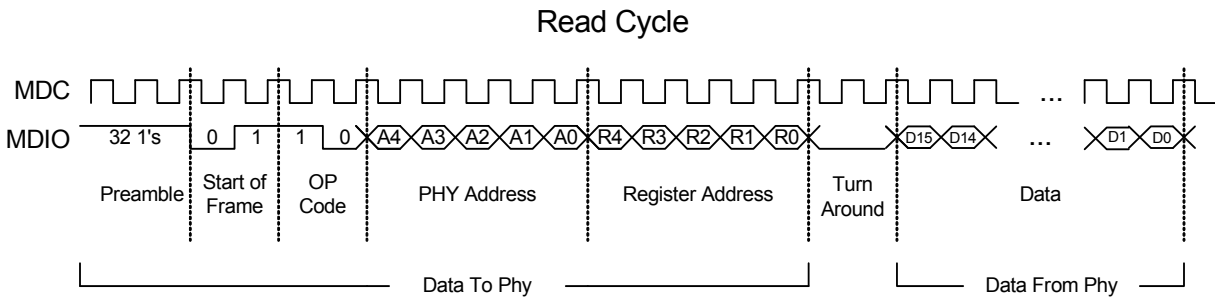 Read Cycle
MDC
...
MDIO 32 1's 0 1 1 0 A4 A3 A2 A1 A0 R4 R3 R2 R1 R0 D15 D14 ... D1 D0
Preamble
Start of
Frame
OP
Code
PHY Address
Register Address
Turn
Around
Data
Data To Phy
Data From Phy